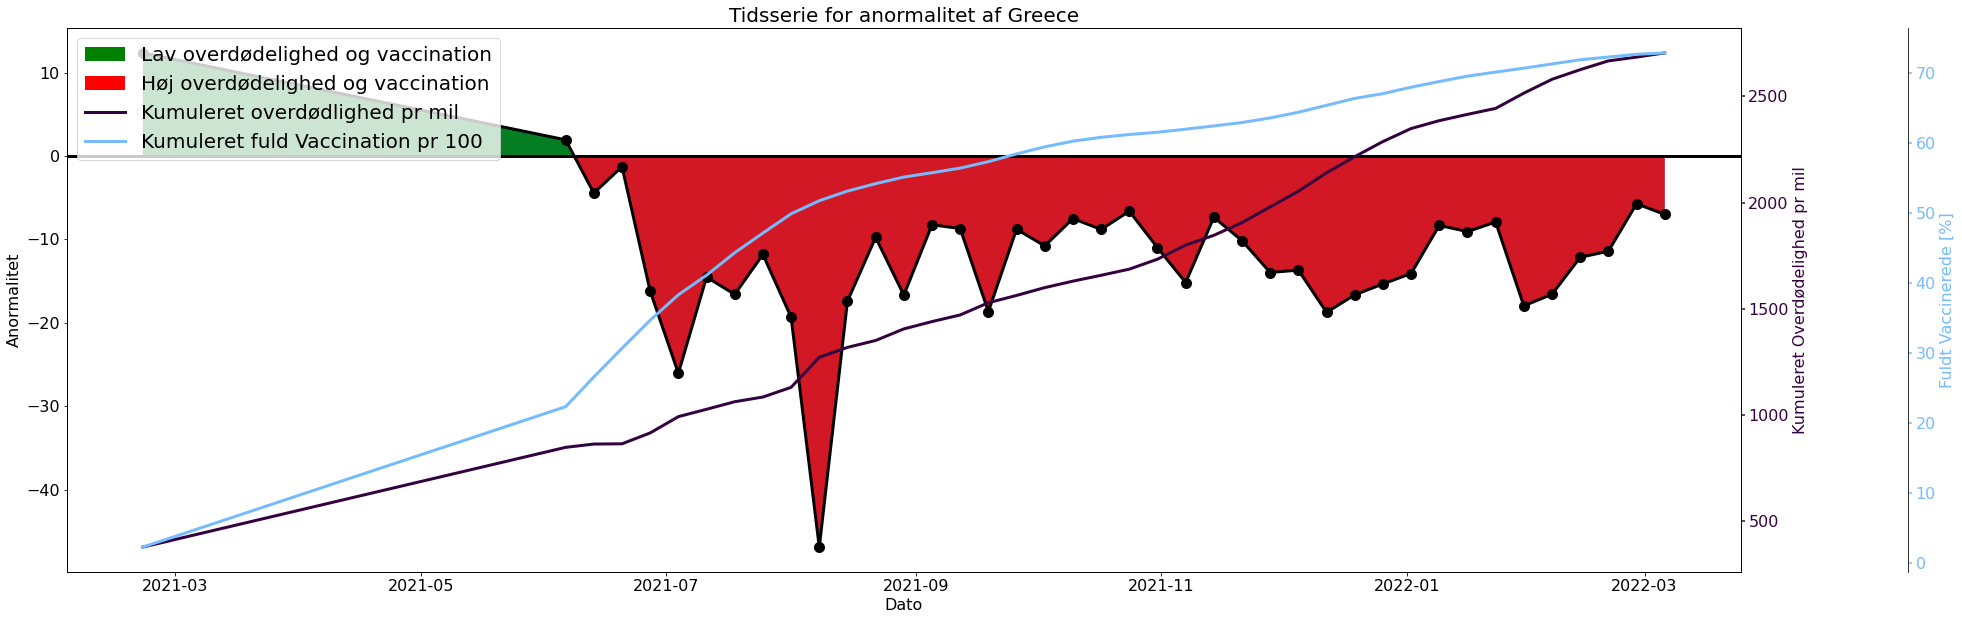 Tidsserie for anormalitet af Greece
Lav overdødelighed og vaccination
Høj overdødelighed og vaccination
Kumuleret overdødlighed pr mil
Kumuleret fuld Vaccination pr 100
10
0
−10
−20
−30
−40
Anormalitet
2021-03
2021-05
2021-07
2021-09
2021-11
2022-01
2022-03
Dato
2500
2000
1500
1000
500
Kumuleret Overdødelighed pr mil
70
60
50
40
30
20
10
0
Fuldt Vaccinerede [%]